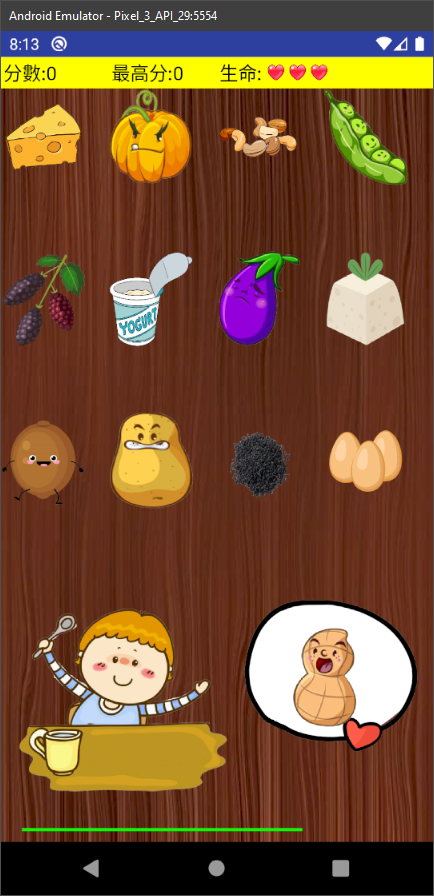 Android Emulator - Pixel_3_API_29:5554
8:13
分數:0 最高分:0 生命:
YOGURT